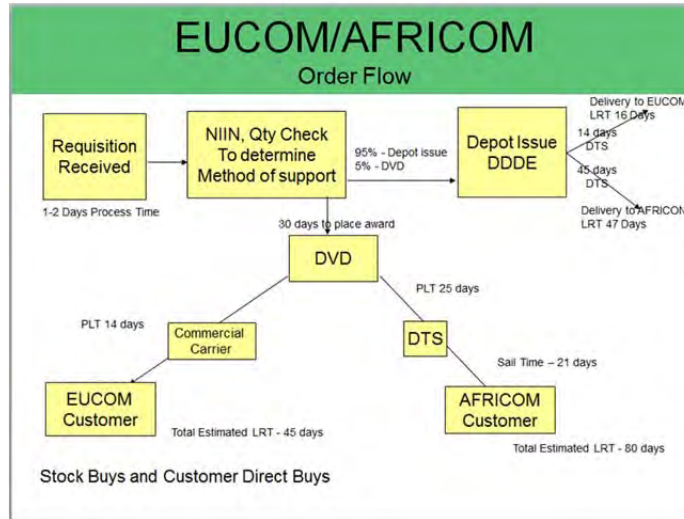 EUCOM/AFRICOM
Order Flow
Requisition
Received
1-2 Days Process Time
NIIN, Qty Check
To determine
Method of support
95% - Depot issue
5% - DVD
Depot Issue
DDDE
Delivery to EUCOM
LRT 16 Days
14 days
DTS
45 days
DTS
Delivery to AFRICOM
LRT 47 Days
30 days to place award
DVD
PLT 14 days
Commercial
Carrier
EUCOM
Customer
Total Estimated LRT - 45 days
PLT 25 days
DTS
Sail Time – 21 days
AFRICOM
Customer
Total Estimated LRT - 80 days
Stock Buys and Customer Direct Buys